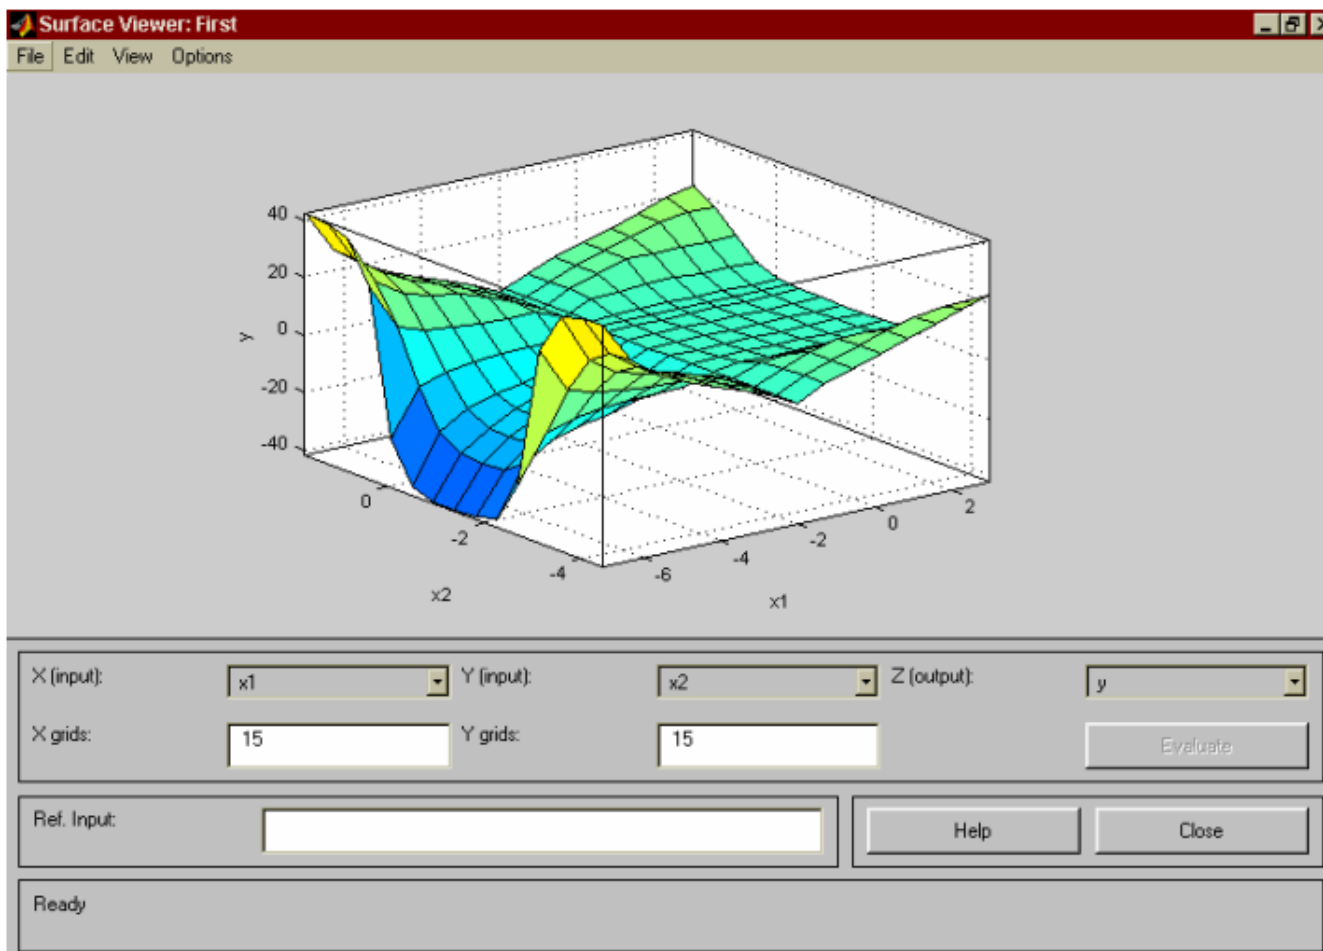 Surface Viewer: First
File Edit View Options
40
20
0
-20
-40
y
0
-2
-4
x2
-6
-4
-2
0
2
x1
X (input): x1 Y (input): x2 Z (output): y
X grids: 15 Y grids: 15 Evaluate
Ref. Input: Help Close
Ready